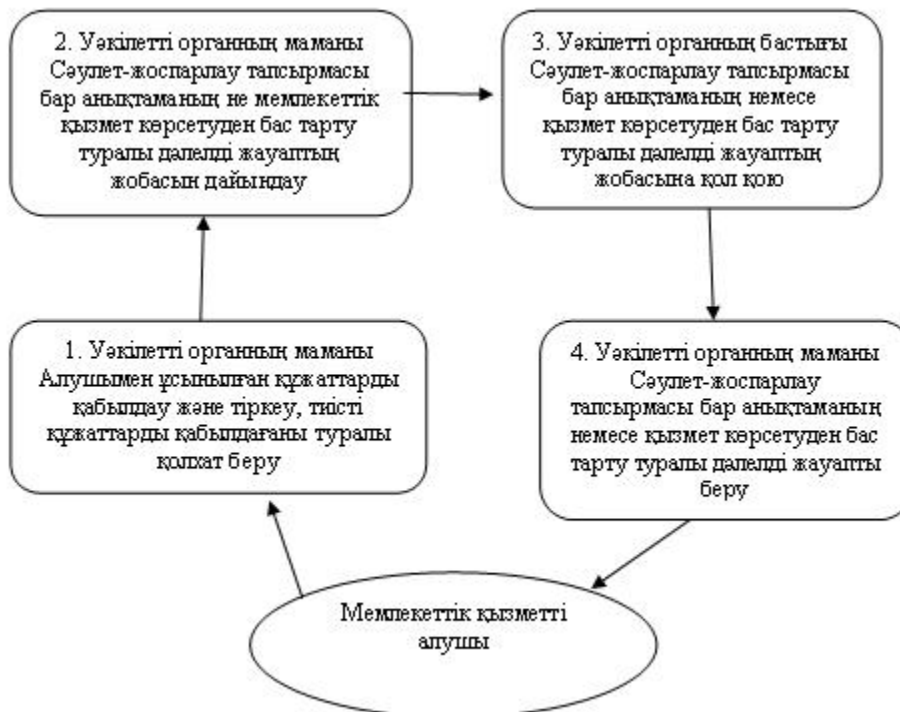 2. Уәкілетті органның маманы
Сәулет-жоспарлау тапсырмасы
бар анықтаманың не мемлекеттік
қызмет көрсетуден бас тарту
туралы дәлелді жауаптың
жобасын дайындау
3. Уәкілетті органның бастығы
Сәулет-жоспарлау тапсырмасы
бар анықтаманың немесе
қызмет көрсетуден бас тарту
туралы дәлелді жауаптың
жобасына қол қою
1. Уәкілетті органның маманы
Алушымен ұсынылған құжаттарды
қабылдау және тіркеу, тиісті
құжаттарды қабылдағаны туралы
қолхат беру
4. Уәкілетті органның маманы
Сәулет-жоспарлау
тапсырмасы бар анықтаманың
немесе қызмет көрсетуден бас
тарту туралы дәлелді жауапты
беру
Мемлекеттік қызметті
алушы